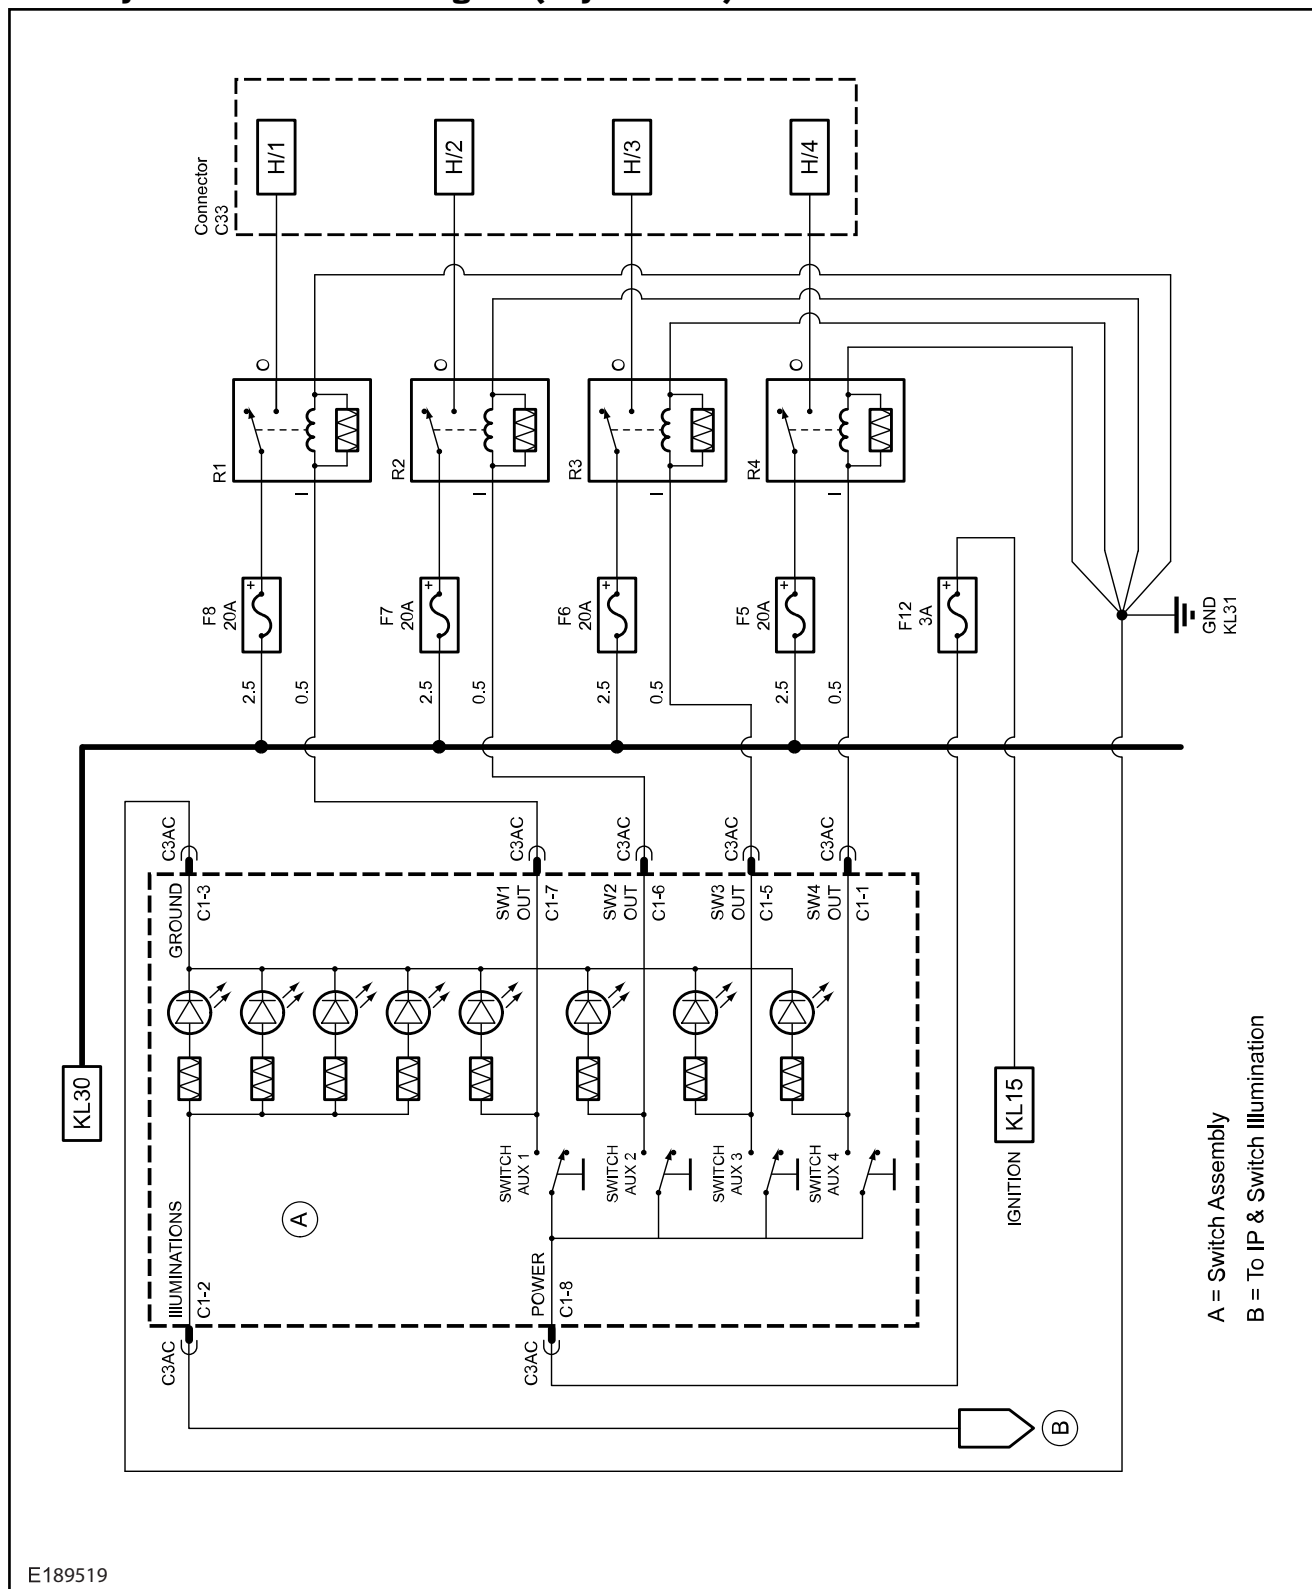 Connector
C33
H/1
H/2
H/3
H/4
O
O
O
O
R1
R2
R3
R4
I
I
I
I
F8
20A
+
F7
20A
+
F6
20A
+
F5
20A
+
F12
3A
+
GND
KL31
2.5
0.5
2.5
0.5
2.5
0.5
2.5
0.5
C3AC
C3AC
C3AC
C3AC
C3AC
GROUND
C1-3
SW1
OUT
C1-7
SW2
OUT
C1-6
SW3
OUT
C1-5
SW4
OUT
C1-1
KL30
SWITCH
AUX 1
SWITCH
AUX 2
SWITCH
AUX 3
SWITCH
AUX 4
KL15
IGNITION
A
ILLUMINATIONS
C1-2
POWER
C1-8
C3AC
C3AC
B
A = Switch Assembly
B = To IP & Switch Illumination
E189519